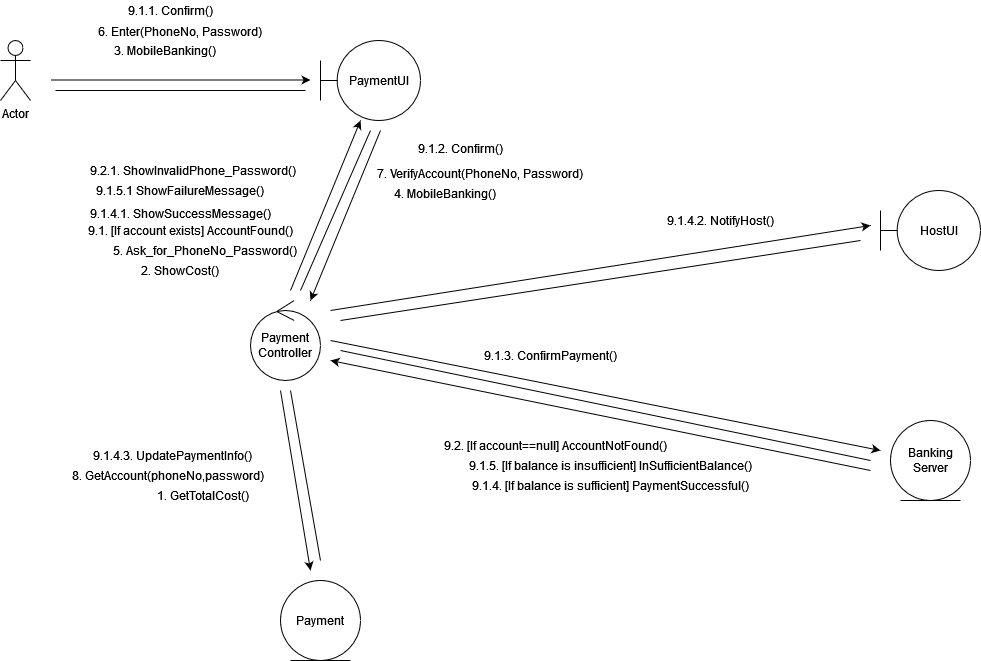 9.1.1. Confirm()
6. Enter(PhoneNo, Password)
3. MobileBanking()
Actor
PaymentUI
9.1.2. Confirm()
7. VerifyAccount(PhoneNo, Password)
4. MobileBanking()
9.2.1. ShowInvalidPhone_Password()
9.1.5.1 ShowFailureMessage()
9.1.4.1. ShowSuccessMessage()
9.1. [If account exists] AccountFound()
5. Ask_for_PhoneNo_Password()
2. ShowCost()
9.1.4.2. NotifyHost()
HostUI
Payment
Controller
9.1.3. ConfirmPayment()
9.2. [If account==null] AccountNotFound()
9.1.5. [If balance is insufficient] InSufficientBalance()
9.1.4. [If balance is sufficient] PaymentSuccessful()
Banking
Server
9.1.4.3. UpdatePaymentInfo()
8. GetAccount(phoneNo,password)
1. GetTotalCost()
Payment